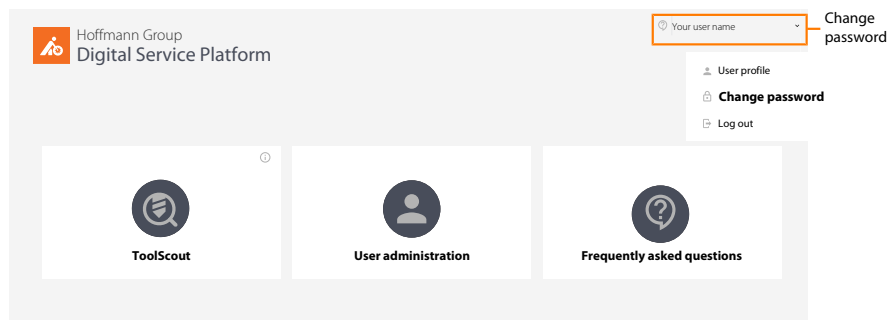 Hoffmann Group
Digital Service Platform
Your user name
Change
password
User profile
Change password
Log out
ToolScout
User administration
Frequently asked questions